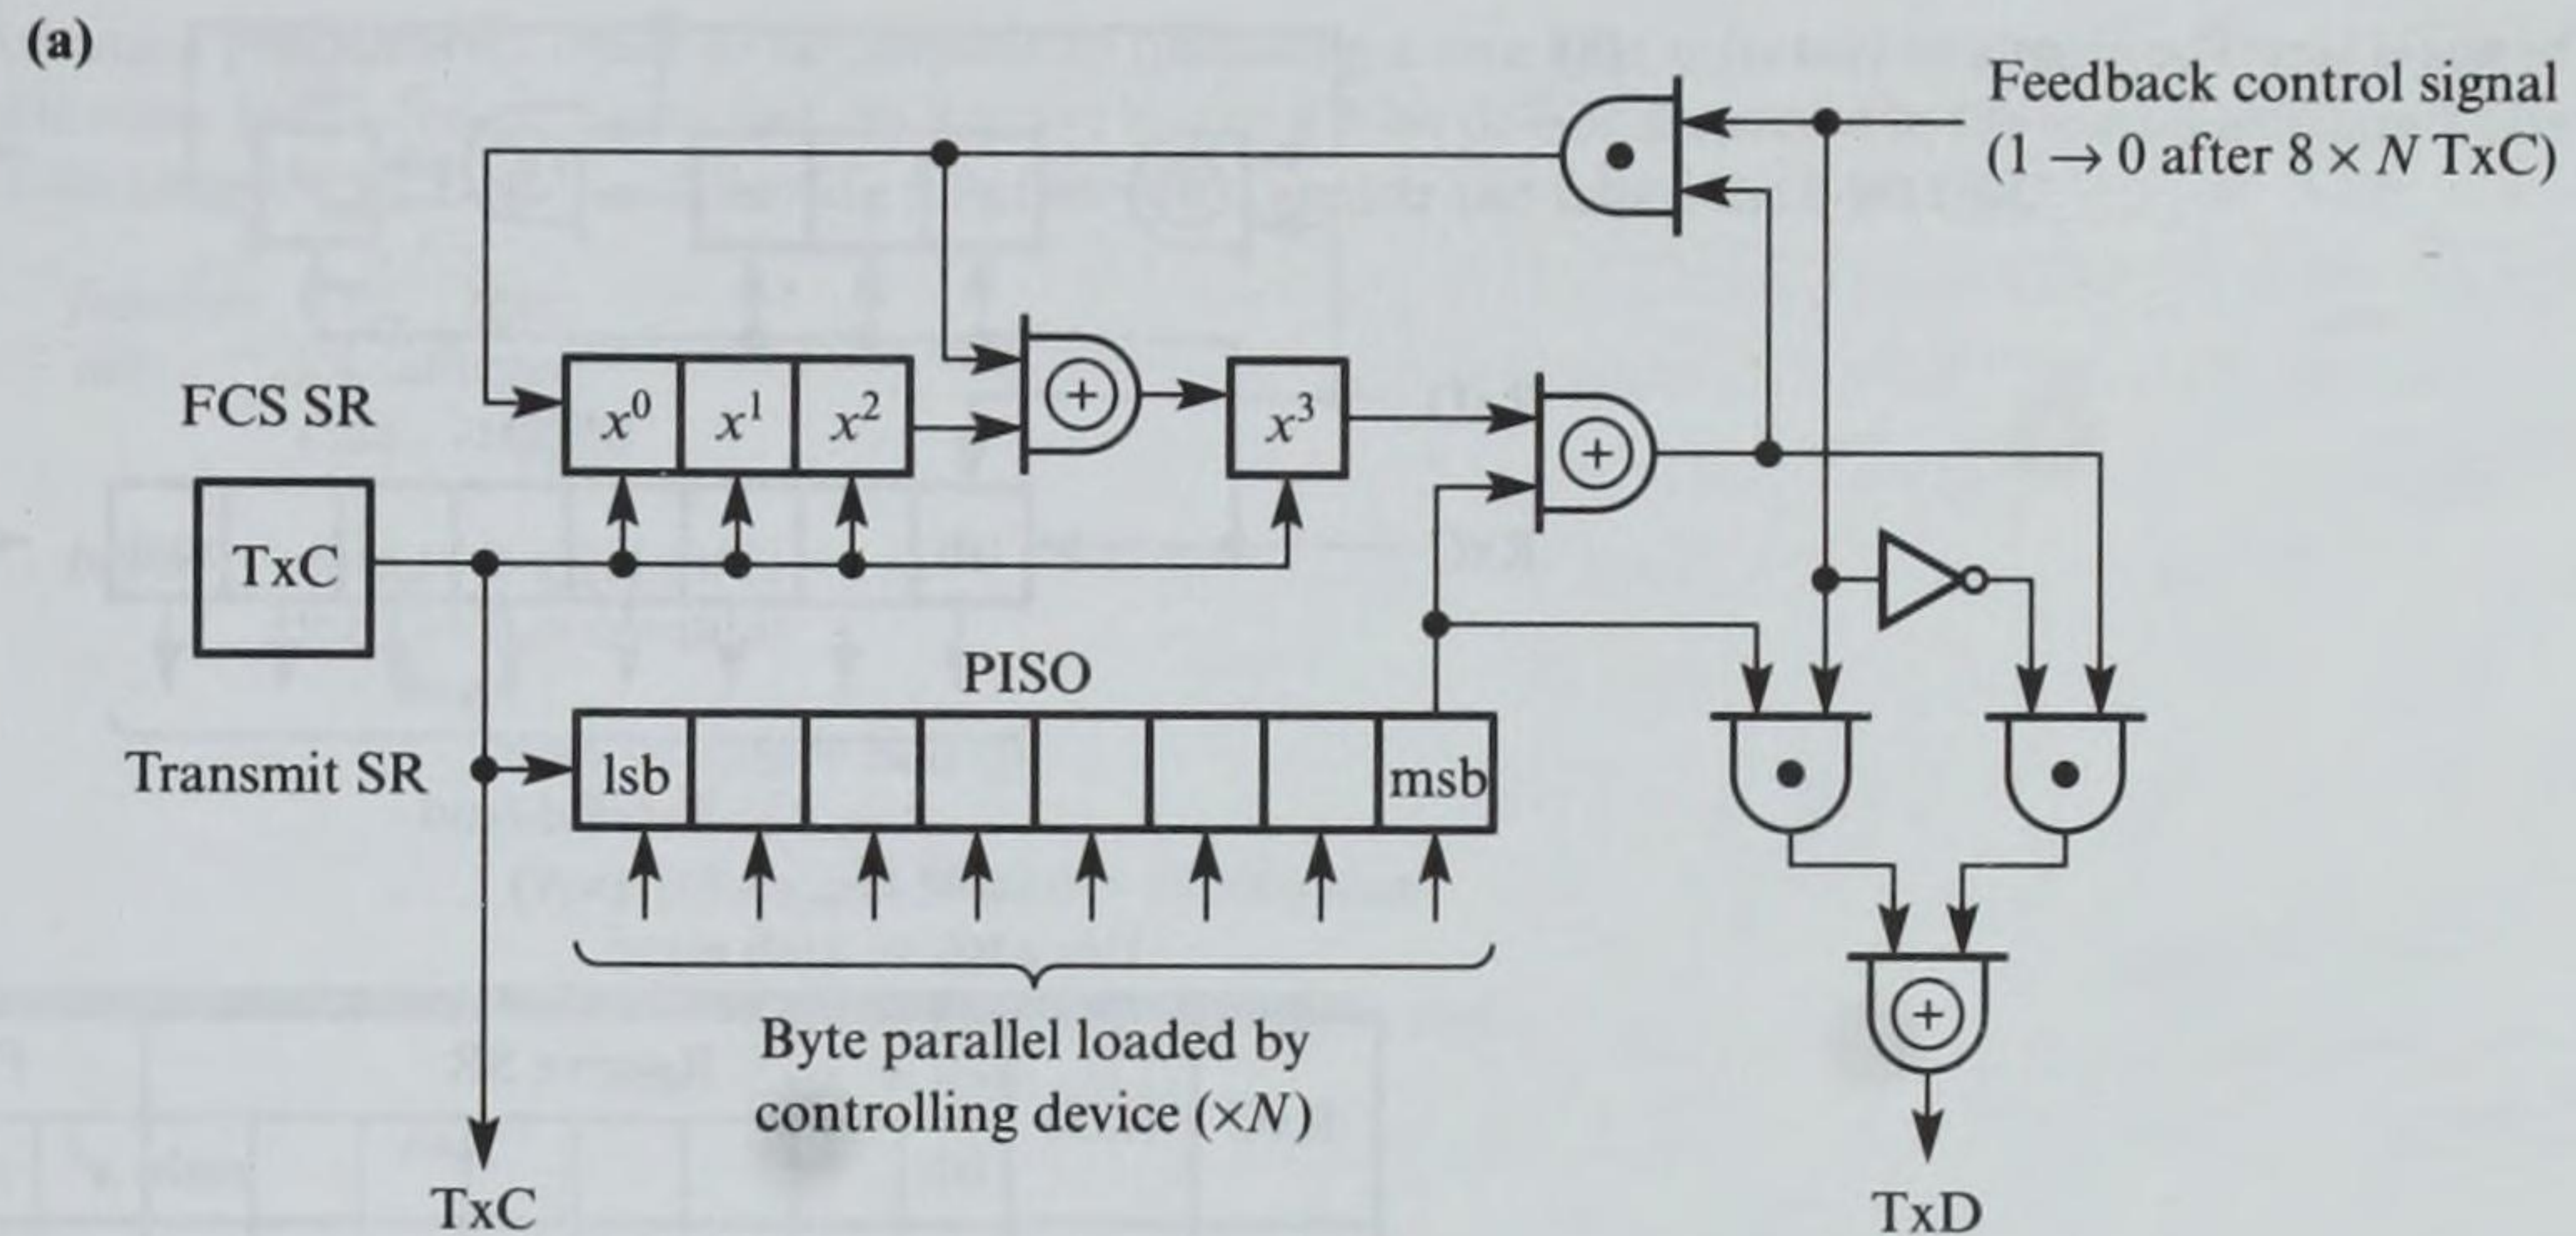 (a)
Feedback control signal
(1 → 0 after 8 × N TxC)
FCS SR
x⁰ x¹ x² x³
TxC
PISO
Transmit SR
lsb msb
Byte parallel loaded by
controlling device (×N)
TxC
TxD